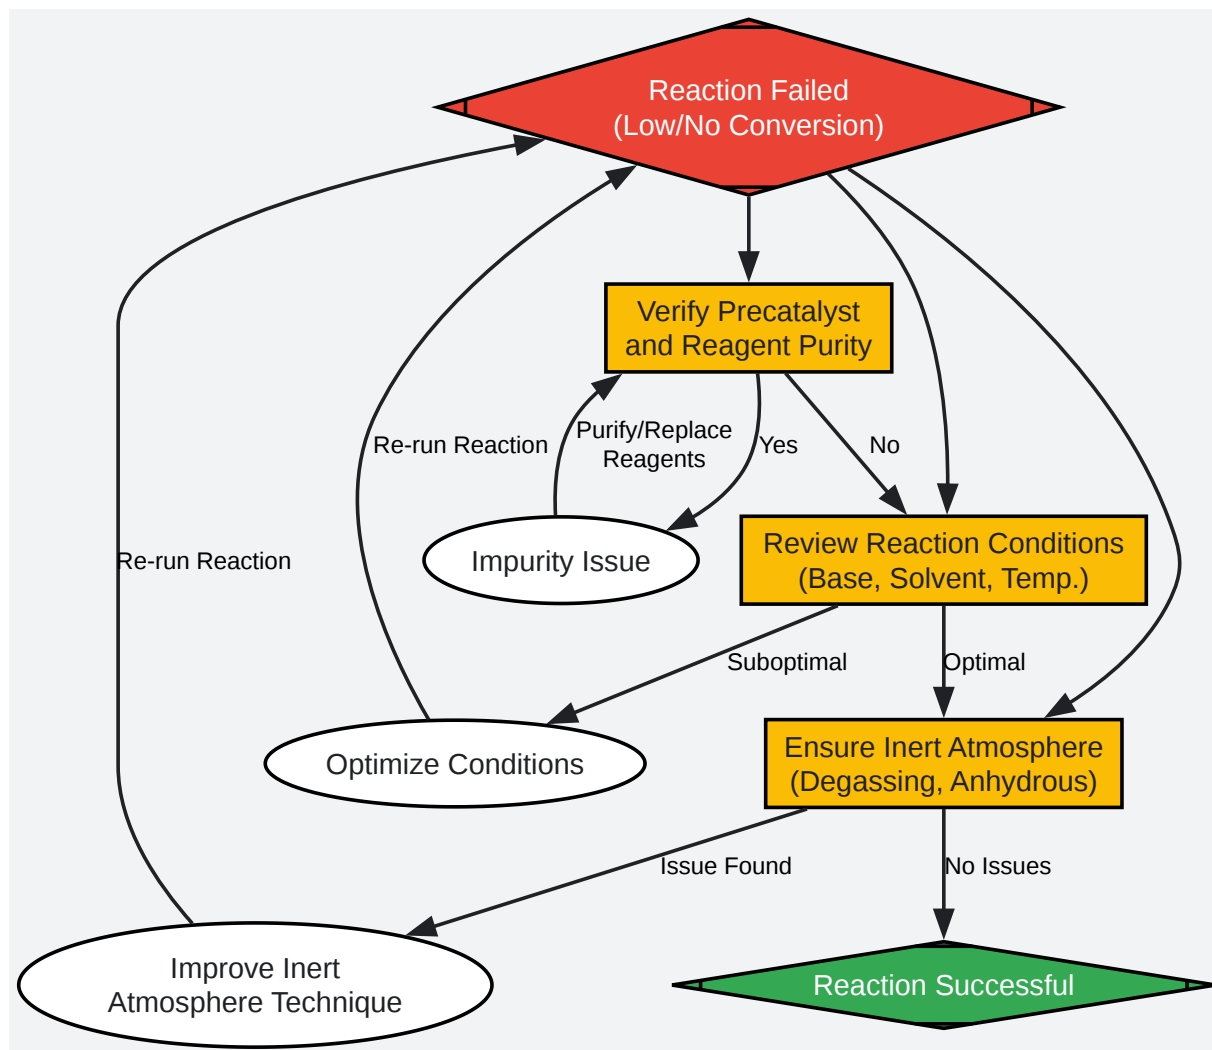 Reaction Failed
(Low/No Conversion)
Verify Precatalyst
and Reagent Purity
Re-run Reaction
Purify/Replace
Reagents
Yes
No
Impurity Issue
Review Reaction Conditions
(Base, Solvent, Temp.)
Re-run Reaction
Suboptimal
Optimal
Optimize Conditions
Ensure Inert Atmosphere
(Degassing, Anhydrous)
Issue Found
No Issues
Improve Inert
Atmosphere Technique
Reaction Successful